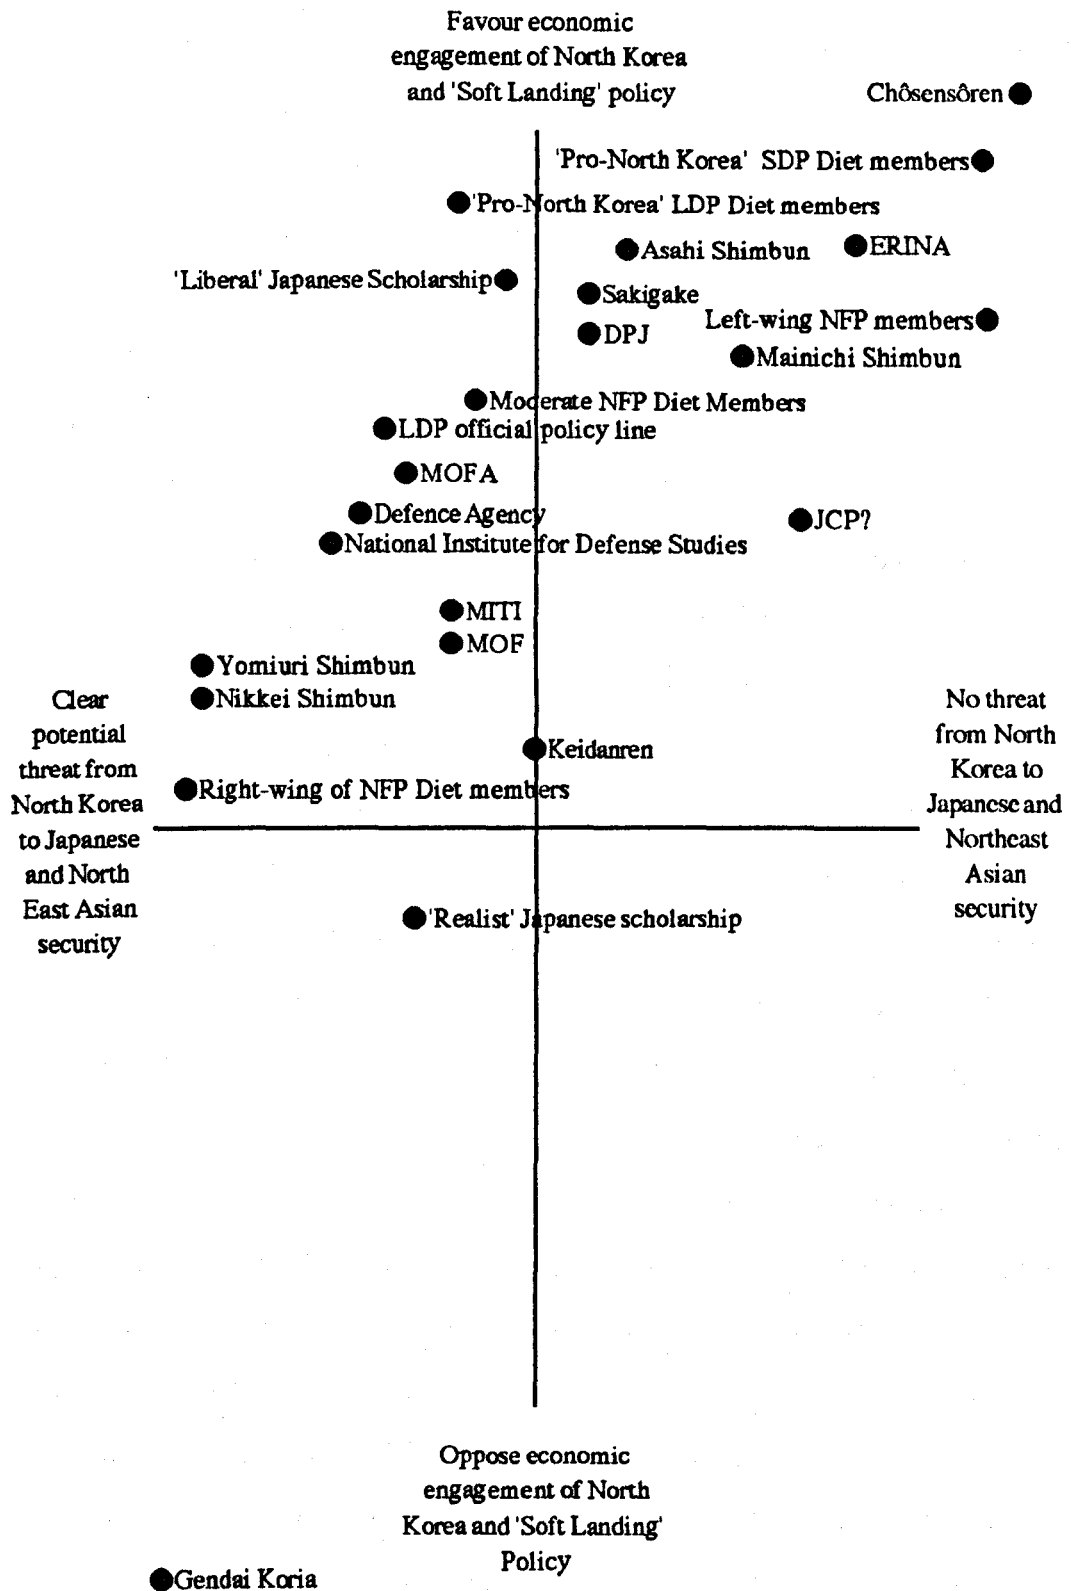 Favour economic
engagement of North Korea
and 'Soft Landing' policy
Chôsensôren
'Pro-North Korea' SDP Diet members
'Pro-North Korea' LDP Diet members
Asahi Shimbun
ERINA
'Liberal' Japanese Scholarship
Sakigake
Left-wing NFP members
DPJ
Mainichi Shimbun
Moderate NFP Diet Members
LDP official policy line
MOFA
Defence Agency
JCP?
National Institute for Defense Studies
MITI
MOF
Yomiuri Shimbun
Nikkei Shimbun
Clear
potential
threat from
North Korea
to Japanese
and North
East Asian
security
No threat
from North
Korea to
Japanese and
Northeast
Asian
security
Keidanren
Right-wing of NFP Diet members
'Realist' Japanese scholarship
Oppose economic
engagement of North
Korea and 'Soft Landing'
Policy
Gendai Koria